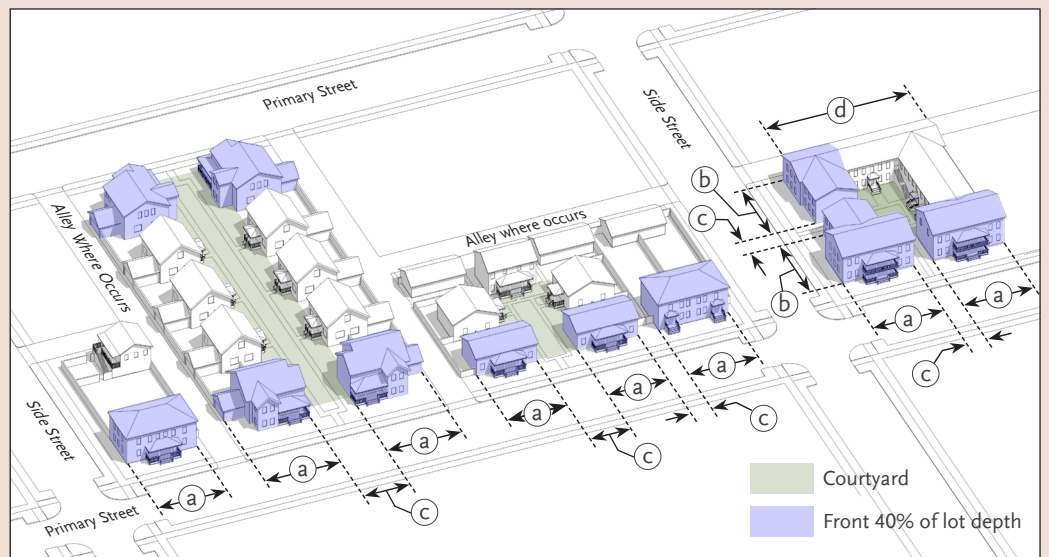 Primary Street
Side Street
d
b
c
b
Alley Where Occurs
Alley where occurs
a
a
c
Side Street
a
a
a
c
a
a
c
a
c
Primary Street
Courtyard
Front 40% of lot depth